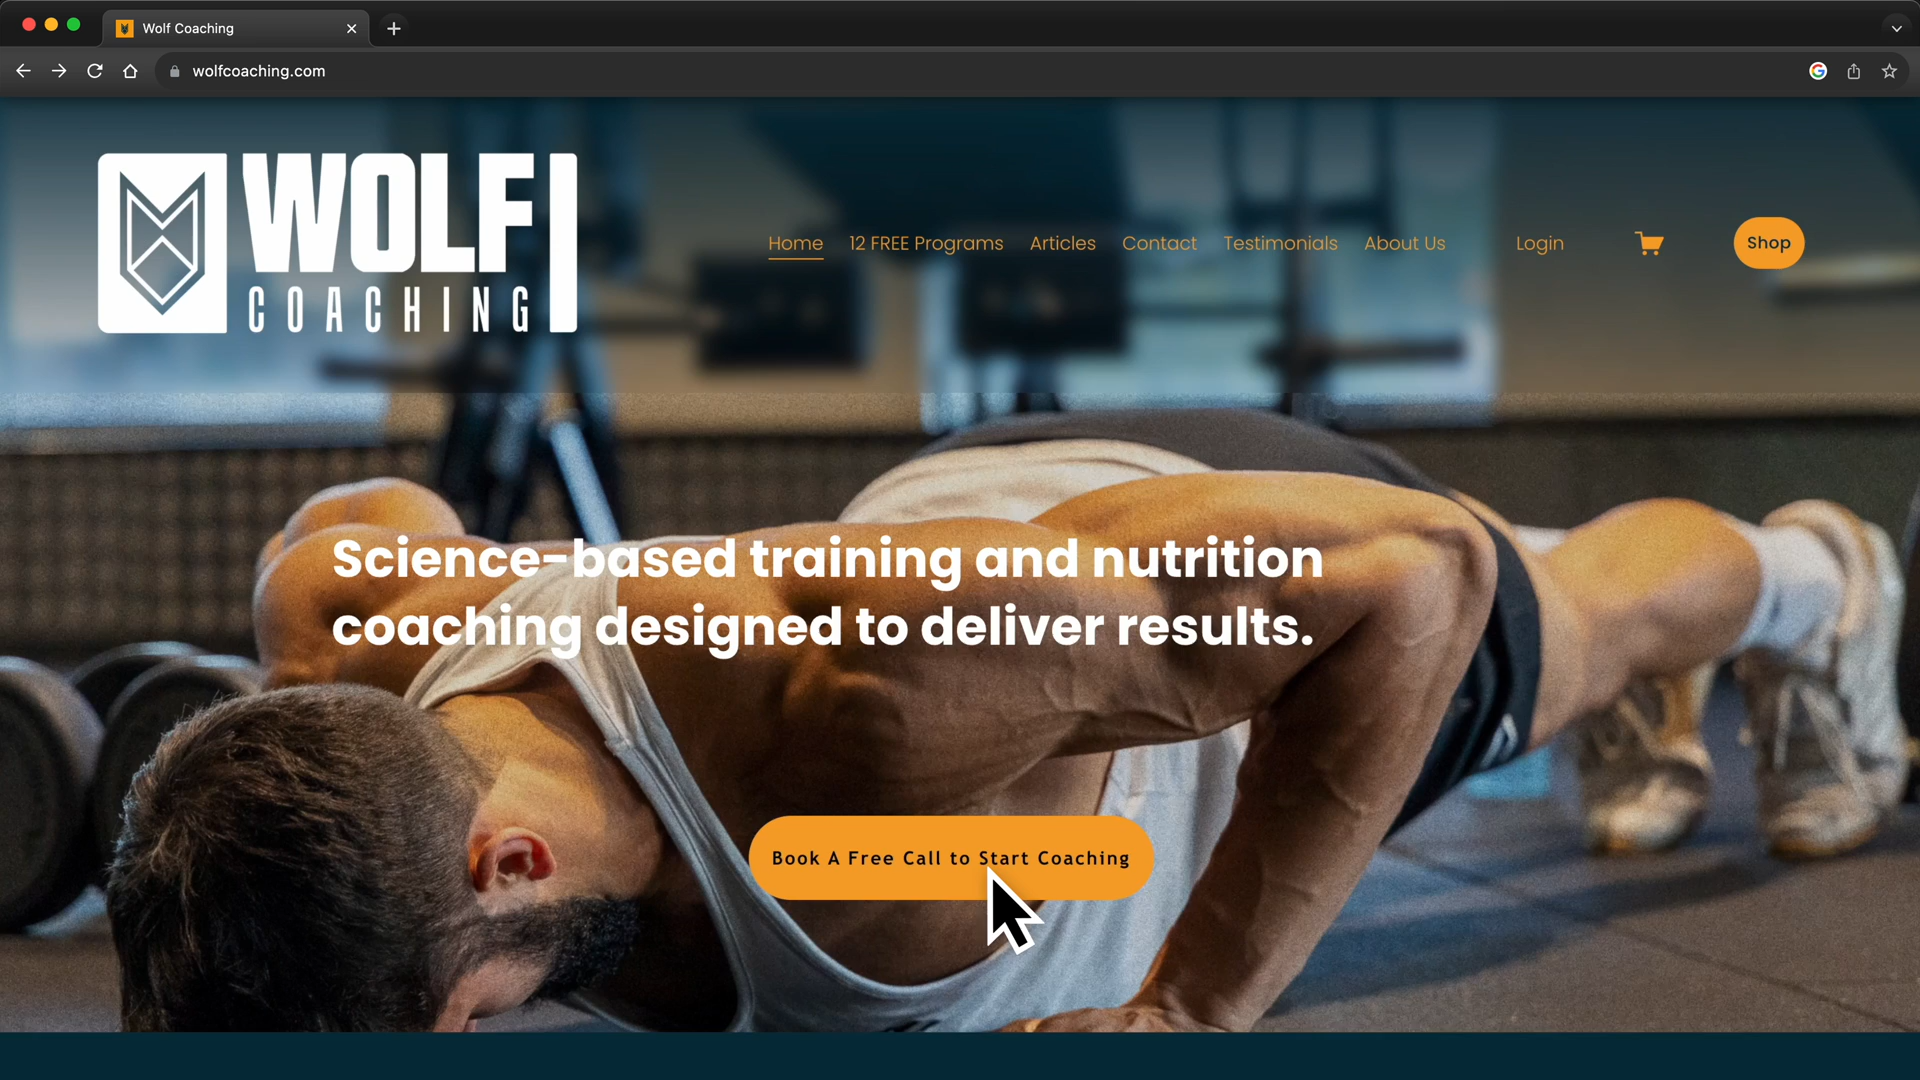 Wolf Coaching
wolfcoaching.com
WOLF
COACHING
Home 12 FREE Programs Articles Contact Testimonials About Us Login Shop
Science-based training and nutrition
coaching designed to deliver results.
Book A Free Call to Start Coaching